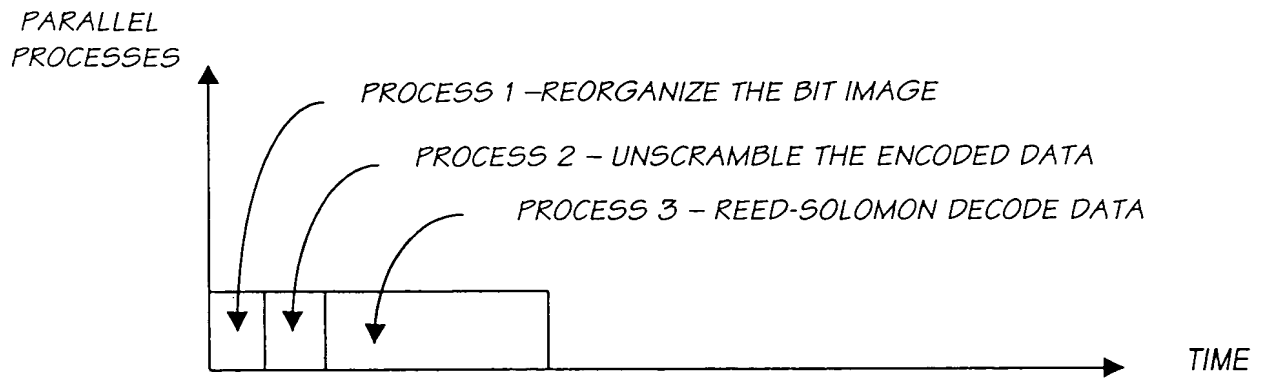 PARALLEL
PROCESSES
PROCESS 1 –REORGANIZE THE BIT IMAGE
PROCESS 2 – UNSCRAMBLE THE ENCODED DATA
PROCESS 3 – REED-SOLOMON DECODE DATA
TIME